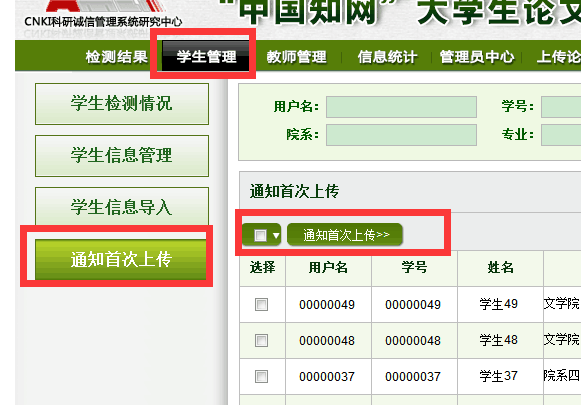 CNKI科研诚信管理系统研究中心
“中国知网”大学生论文
检测结果 学生管理 教师管理 信息统计 管理员中心 上传论
学生检测情况
学生信息管理
学生信息导入
通知首次上传
用户名： 学号：
院系： 专业：
通知首次上传
通知首次上传>>
选择 用户名 学号 姓名
00000049 00000049 学生49 文学院
00000048 00000048 学生48 文学院
00000037 00000037 学生37 院系四